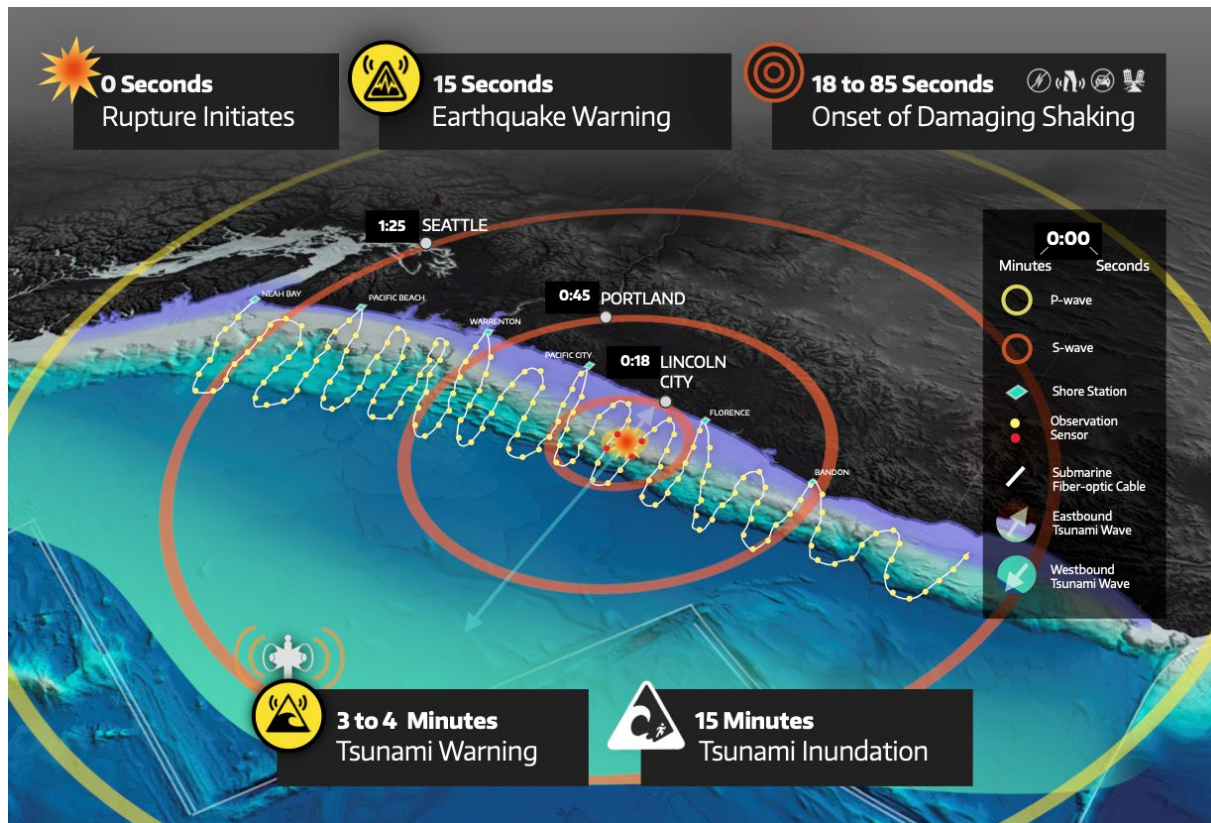 0 Seconds
Rupture Initiates
15 Seconds
Earthquake Warning
18 to 85 Seconds
Onset of Damaging Shaking
1:25 SEATTLE
NEAH BAY
PACIFIC BEACH
0:45 PORTLAND
WARRENTON
PACIFIC CITY
0:18 LINCOLN
CITY
FLORENCE
BANDON
0:00
Minutes Seconds
P-wave
S-wave
Shore Station
Observation
Sensor
Submarine
Fiber-optic Cable
Eastbound
Tsunami Wave
Westbound
Tsunami Wave
3 to 4 Minutes
Tsunami Warning
15 Minutes
Tsunami Inundation